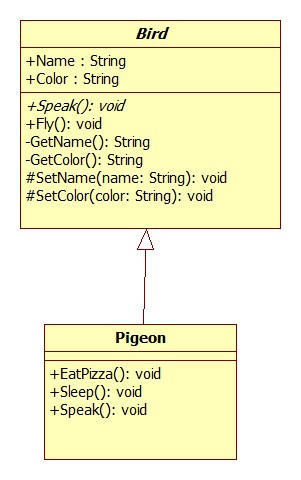 Bird
+Name : String
+Color : String
+Speak(): void
+Fly(): void
-GetName(): String
-GetColor(): String
#SetName(name: String): void
#SetColor(color: String): void
Pigeon
+EatPizza(): void
+Sleep(): void
+Speak(): void